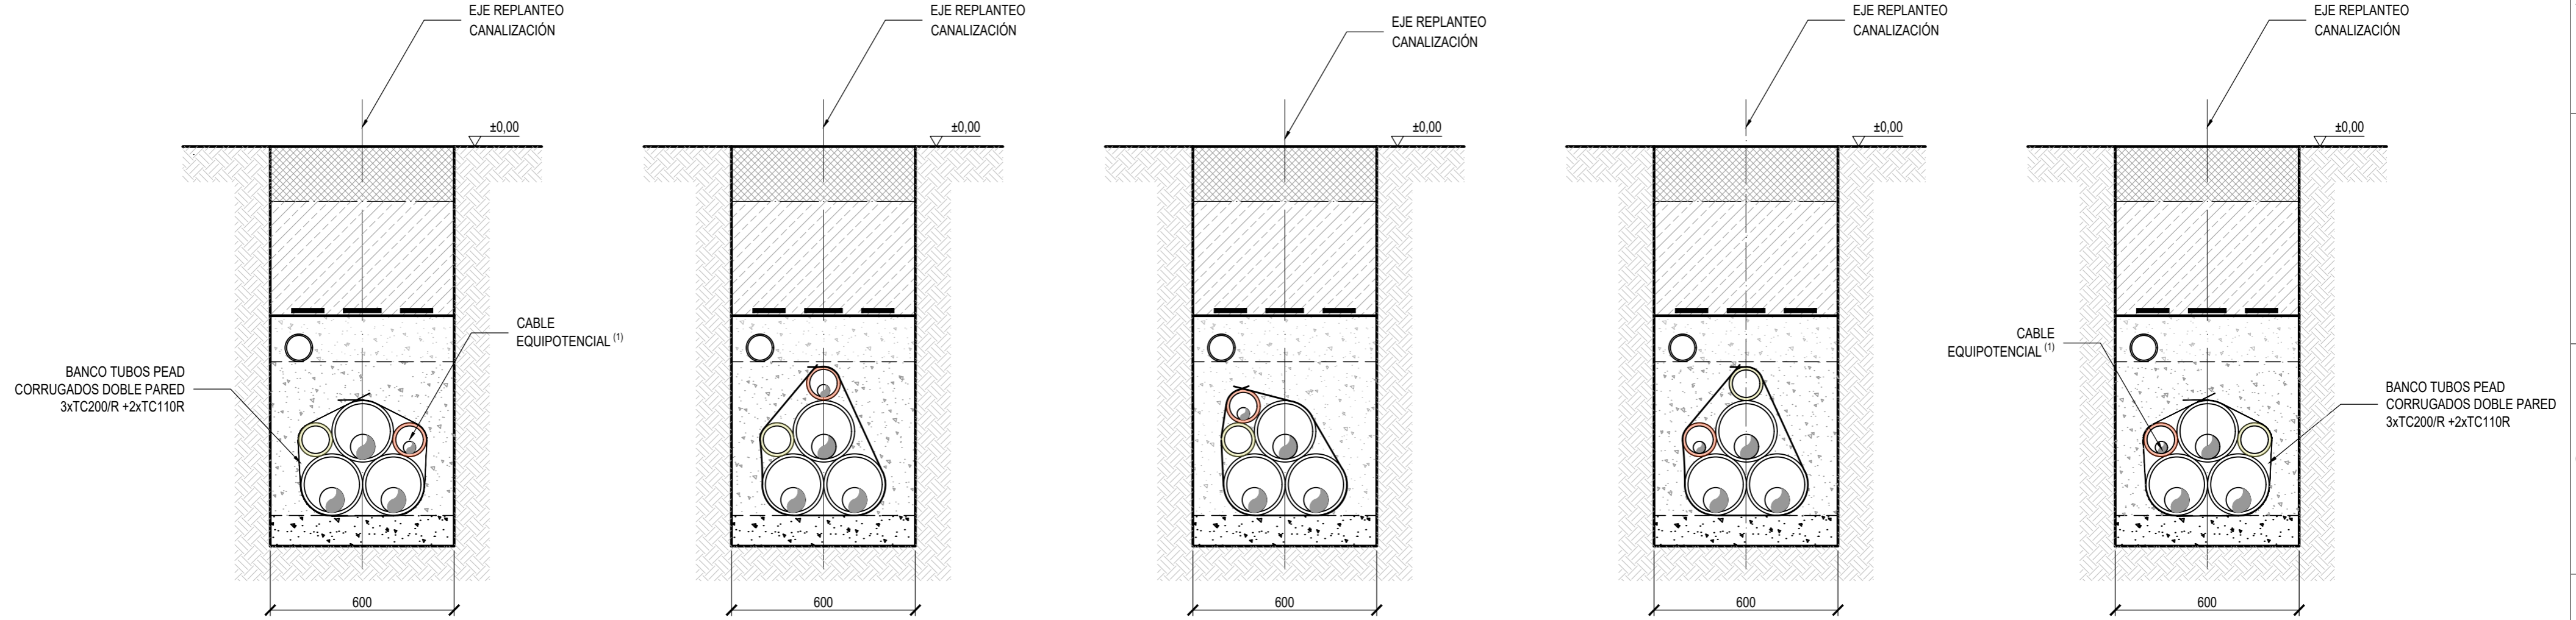 EJE REPLANTEO
CANALIZACIÓN
EJE REPLANTEO
CANALIZACIÓN
EJE REPLANTEO
CANALIZACIÓN
EJE REPLANTEO
CANALIZACIÓN
EJE REPLANTEO
CANALIZACIÓN
±0,00
±0,00
±0,00
±0,00
±0,00
CABLE
EQUIPOTENCIAL (1)
BANCO TUBOS PEAD
CORRUGADOS DOBLE PARED
3xTC200/R +2xTC110R
CABLE
EQUIPOTENCIAL (1)
BANCO TUBOS PEAD
CORRUGADOS DOBLE PARED
3xTC200/R +2xTC110R
600
600
600
600
600